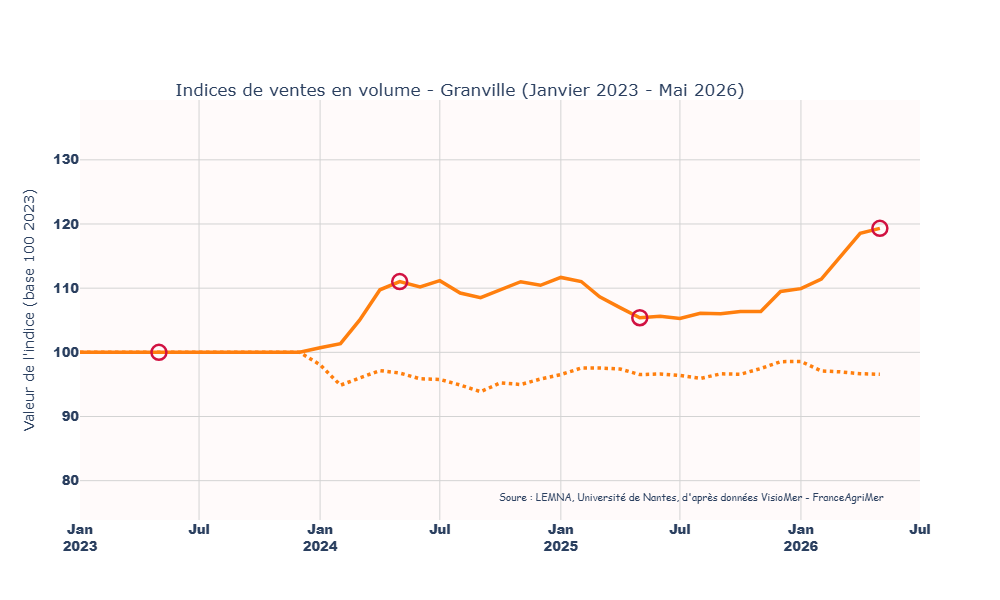 Indices de ventes en volume - Granville (Janvier 2023 - Mai 2026)
Valeur de l'indice (base 100 2023)
130
120
110
100
90
80
Soure : LEMNA, Université de Nantes, d'après données VisioMer - FranceAgriMer
Jan Jul Jan Jul Jan Jul Jan Jul
2023 2024 2025 2026